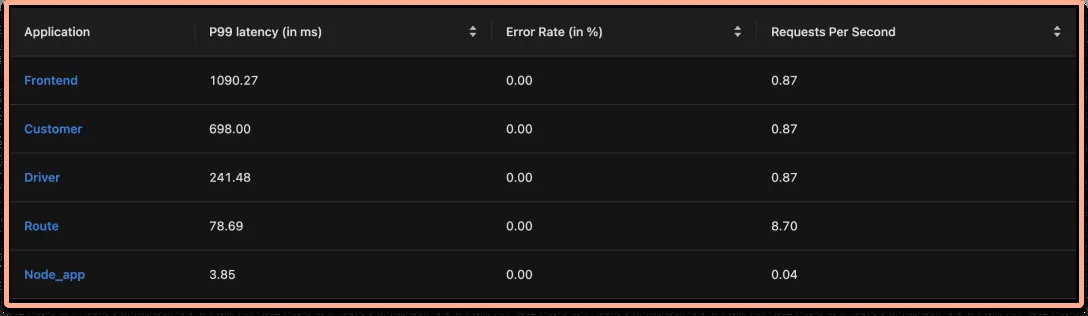 Application P99 latency (in ms) Error Rate (in %) Requests Per Second
Frontend 1090.27 0.00 0.87
Customer 698.00 0.00 0.87
Driver 241.48 0.00 0.87
Route 78.69 0.00 8.70
Node_app 3.85 0.00 0.04